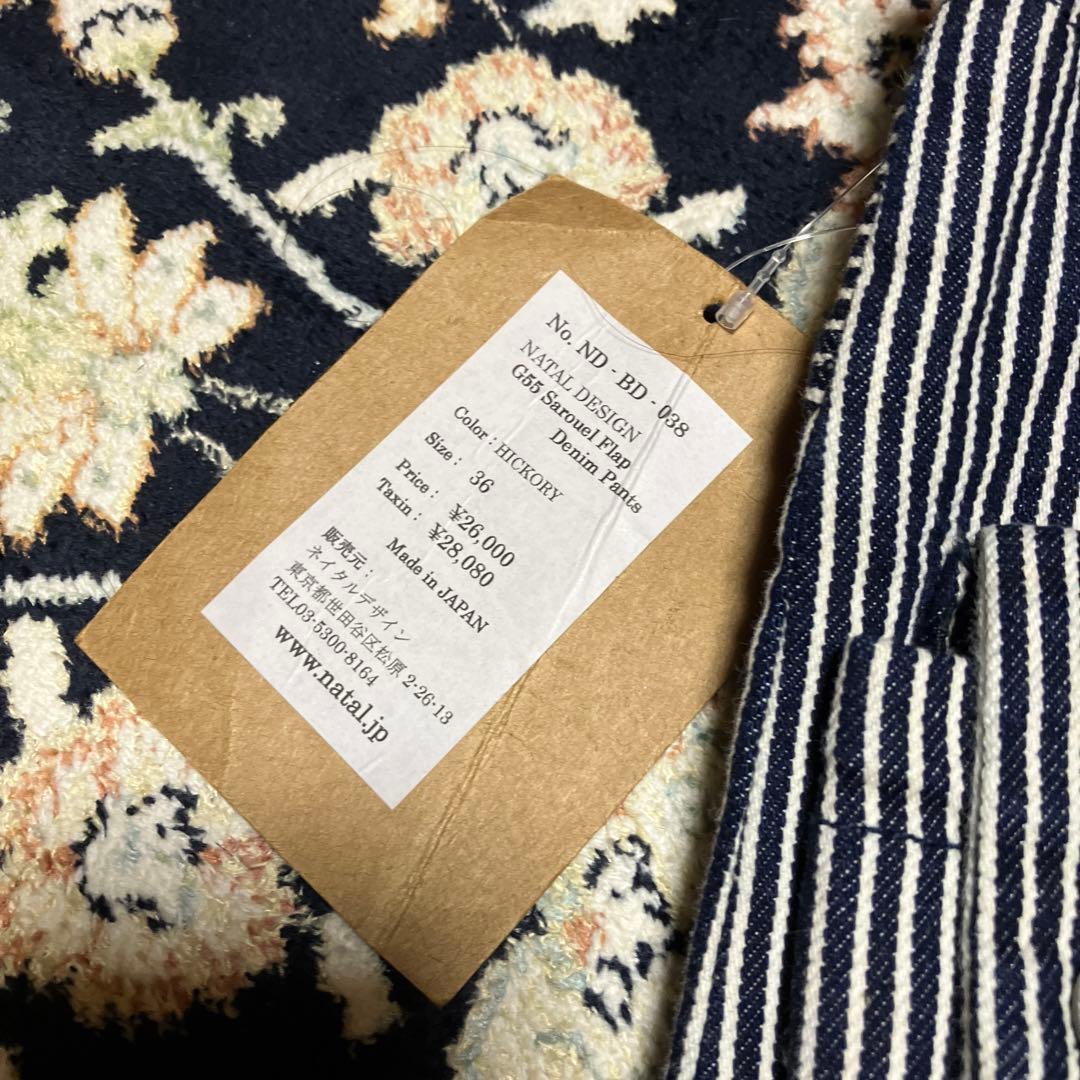 No. ND - BD - 038
NATAL DESIGN
G55 Sarouel Flap
Denim Pants
Color : HICKORY
Size : 36
Price : ¥26,000
Taxin : ¥28,080
Made in JAPAN
販売元 :
ネイタルデザイン
東京都世田谷区松原 2-26-13
TEL03-5300-8164
www.natal.jp